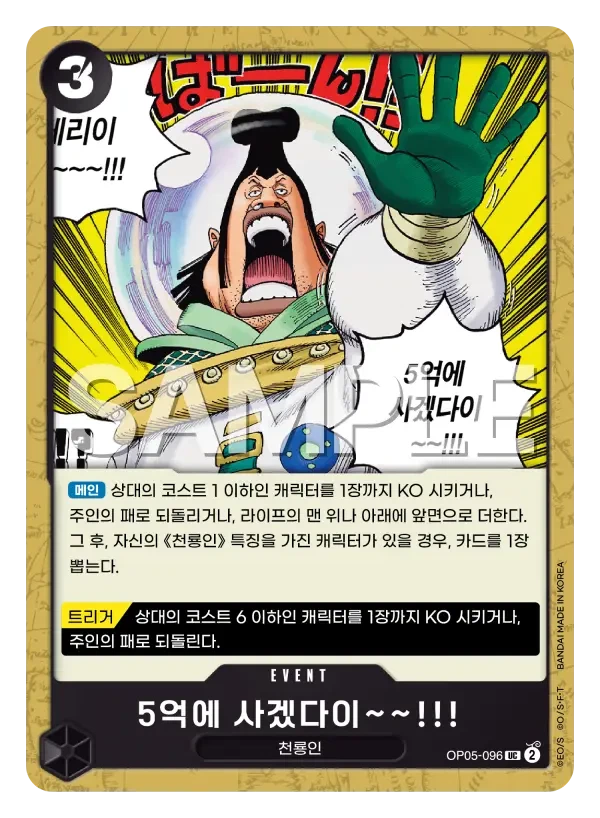 3
ばーん!!
메리이
~~~!!!
5억에
사겠다이
~~!!!
!?
SAMPLE
메인 상대의 코스트 1 이하인 캐릭터를 1장까지 KO 시키거나,
주인의 패로 되돌리거나, 라이프의 맨 위나 아래에 앞면으로 더한다.
그 후, 자신의 《천룡인》 특징을 가진 캐릭터가 있을 경우, 카드를 1장
뽑는다.
트리거 상대의 코스트 6 이하인 캐릭터를 1장까지 KO 시키거나,
주인의 패로 되돌린다.
EVENT
5억에 사겠다이~~!!!
천룡인
OP05-096 UC 2
©EO/S ©O/S·F·T BANDAI MADE IN KOREA